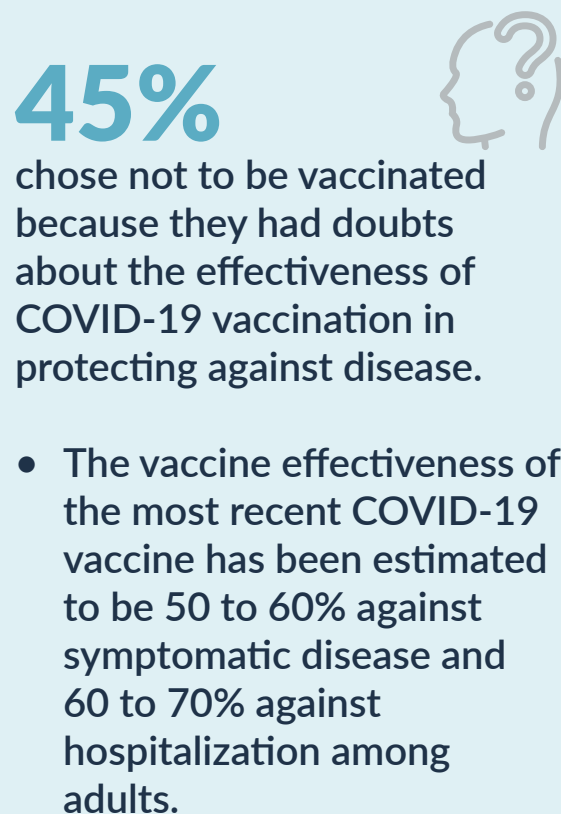 45%
chose not to be vaccinated
because they had doubts
about the effectiveness of
COVID-19 vaccination in
protecting against disease.
• The vaccine effectiveness of
the most recent COVID-19
vaccine has been estimated
to be 50 to 60% against
symptomatic disease and
60 to 70% against
hospitalization among
adults.